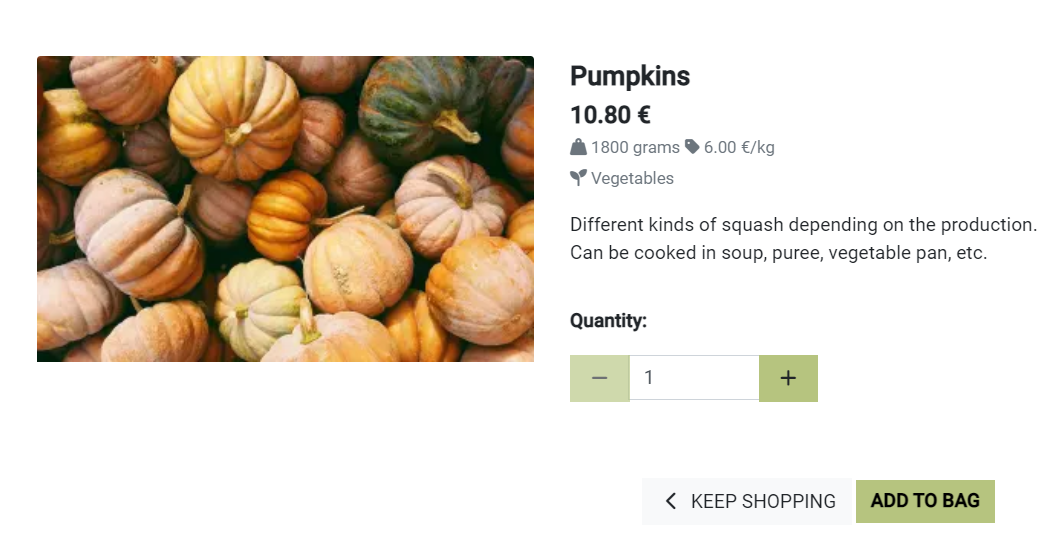 Pumpkins
10.80 €
1800 grams 6.00 €/kg
Vegetables
Different kinds of squash depending on the production.
Can be cooked in soup, puree, vegetable pan, etc.
Quantity:
− 1 +
KEEP SHOPPING ADD TO BAG